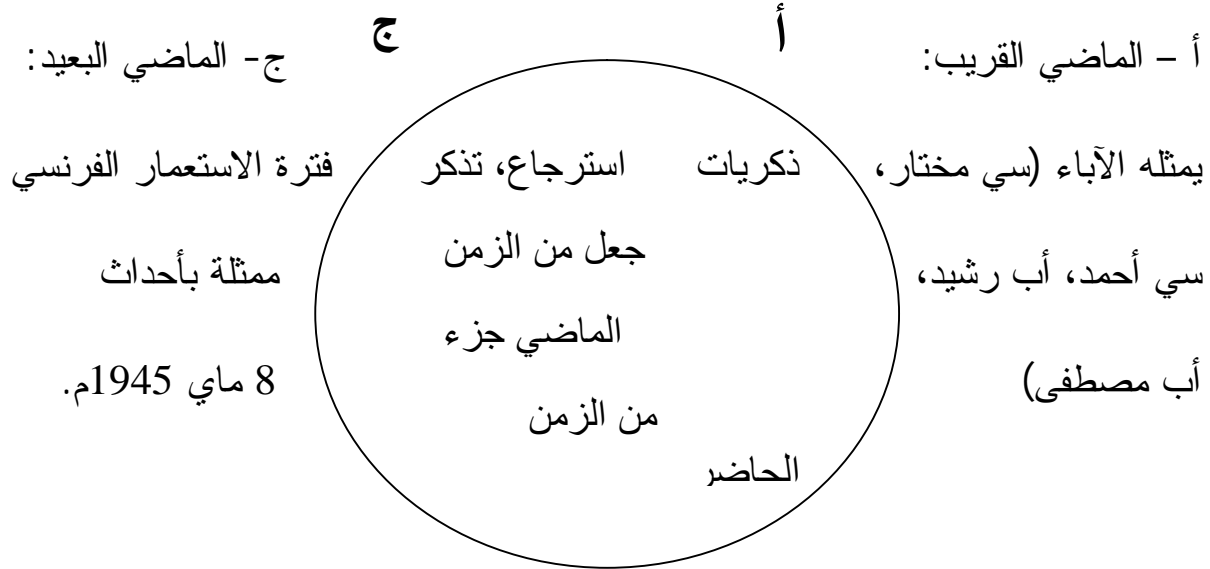 أ ج
أ – الماضي القريب: ج- الماضي البعيد:
يمثله الآباء (سي مختار، ذكريات استرجاع، تذكر فترة الاستعمار الفرنسي
سي أحمد، أب رشيد، جعل من الزمن ممثلة بأحداث
الماضي جزء
أب مصطفى) من الزمن 8 ماي 1945م.
الحاضر